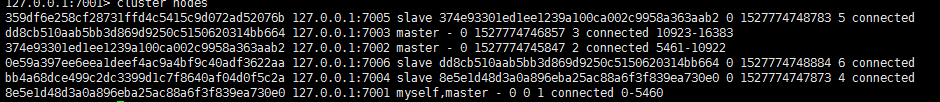 127.0.0.1:7001> cluster nodes
359df6e258cf28731ffd4c5415c9d072ad52076b 127.0.0.1:7005 slave 374e93301ed1ee1239a100ca002c9958a363aab2 0 1527774748783 5 connected
dd8cb510aab5bb3d869d9250c5150620314bb664 127.0.0.1:7003 master - 0 1527774746857 3 connected 10923-16383
374e93301ed1ee1239a100ca002c9958a363aab2 127.0.0.1:7002 master - 0 1527774745847 2 connected 5461-10922
0e59a397ee6eea1deef4ac9a4bf9c40adf3622aa 127.0.0.1:7006 slave dd8cb510aab5bb3d869d9250c5150620314bb664 0 1527774748884 6 connected
bb4a68dce499c2dc3399d1c7f8640af04d0f5c2a 127.0.0.1:7004 slave 8e5e1d48d3a0a896eba25ac88a6f3f839ea730e0 0 1527774747873 4 connected
8e5e1d48d3a0a896eba25ac88a6f3f839ea730e0 127.0.0.1:7001 myself,master - 0 0 1 connected 0-5460